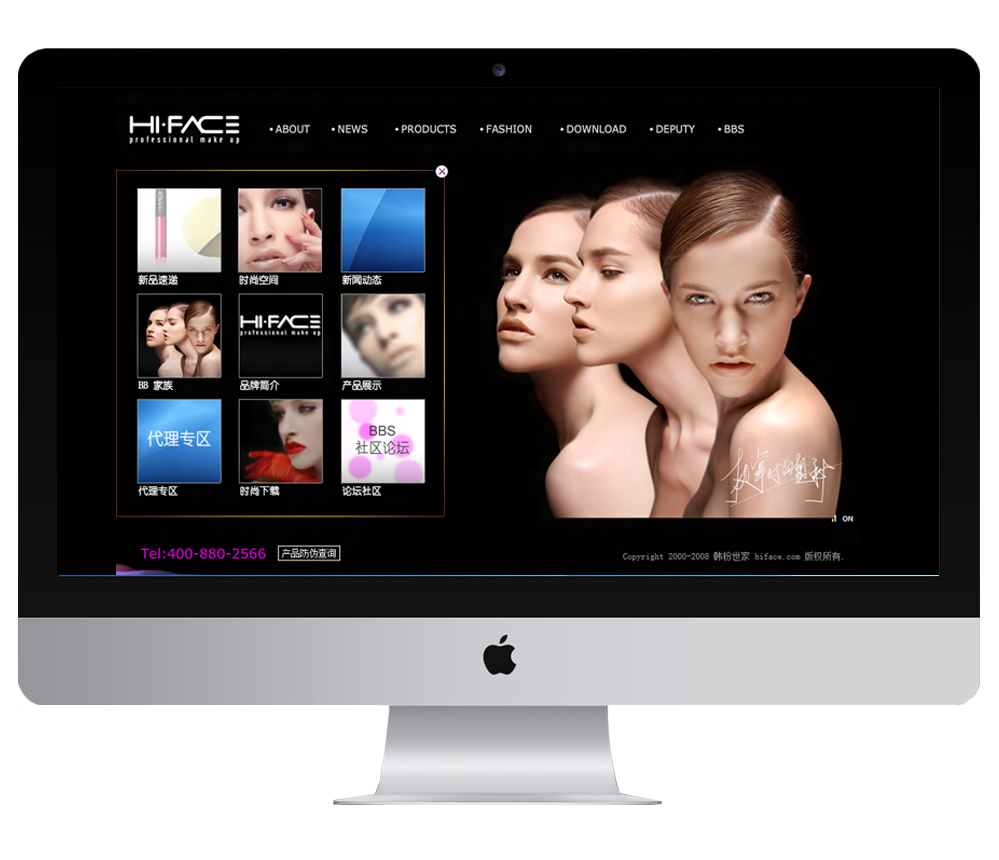 HI·FACE
professional make up
• ABOUT • NEWS • PRODUCTS • FASHION • DOWNLOAD • DEPUTY • BBS
新品速递 时尚空间 新闻动态
HI·FACE
professional make up
BB 家族 品牌简介 产品展示
代理专区 BBS
社区论坛
代理专区 时尚下载 论坛社区
ON
Tel:400-880-2566 产品防伪查询
Copyright 2000-2008 韩粉世家 hiface.com 版权所有.